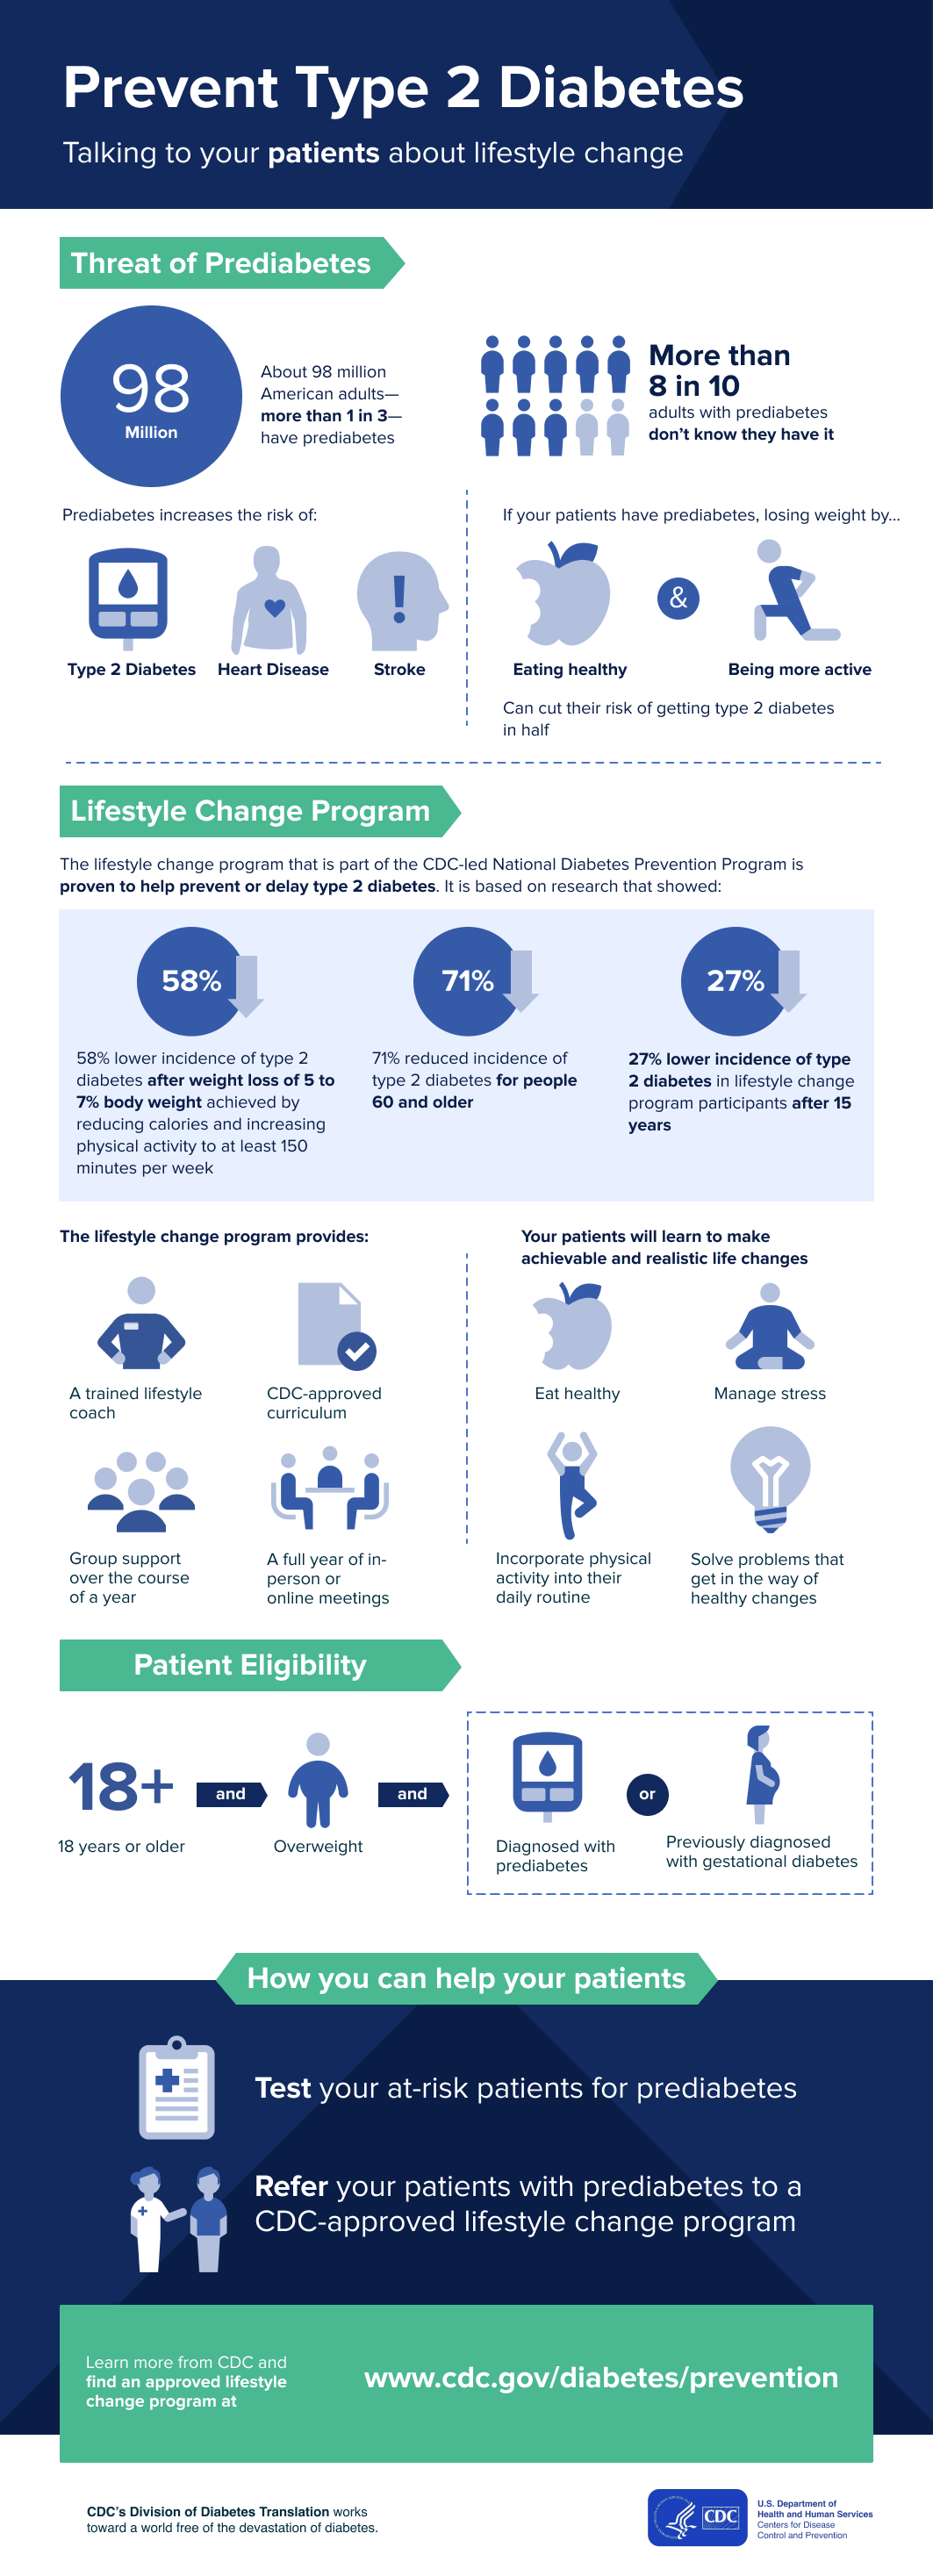 Prevent Type 2 Diabetes
Talking to your patients about lifestyle change
Threat of Prediabetes
98
Million
About 98 million
American adults—
more than 1 in 3—
have prediabetes
More than
8 in 10
adults with prediabetes
don't know they have it
Prediabetes increases the risk of:
Type 2 Diabetes
Heart Disease
!
Stroke
If your patients have prediabetes, losing weight by...
&
Eating healthy
Being more active
Can cut their risk of getting type 2 diabetes
in half
Lifestyle Change Program
The lifestyle change program that is part of the CDC-led National Diabetes Prevention Program is
proven to help prevent or delay type 2 diabetes. It is based on research that showed:
58%
58% lower incidence of type 2
diabetes after weight loss of 5 to
7% body weight achieved by
reducing calories and increasing
physical activity to at least 150
minutes per week
71%
71% reduced incidence of
type 2 diabetes for people
60 and older
27%
27% lower incidence of type
2 diabetes in lifestyle change
program participants after 15
years
The lifestyle change program provides:
A trained lifestyle
coach
CDC-approved
curriculum
Group support
over the course
of a year
A full year of in-
person or
online meetings
Your patients will learn to make
achievable and realistic life changes
Eat healthy
Manage stress
Incorporate physical
activity into their
daily routine
Solve problems that
get in the way of
healthy changes
Patient Eligibility
18+
18 years or older
and
Overweight
and
Diagnosed with
prediabetes
or
Previously diagnosed
with gestational diabetes
How you can help your patients
Test your at-risk patients for prediabetes
Refer your patients with prediabetes to a
CDC-approved lifestyle change program
Learn more from CDC and
find an approved lifestyle
change program at
www.cdc.gov/diabetes/prevention
CDC's Division of Diabetes Translation works
toward a world free of the devastation of diabetes.
CDC
U.S. Department of
Health and Human Services
Centers for Disease
Control and Prevention